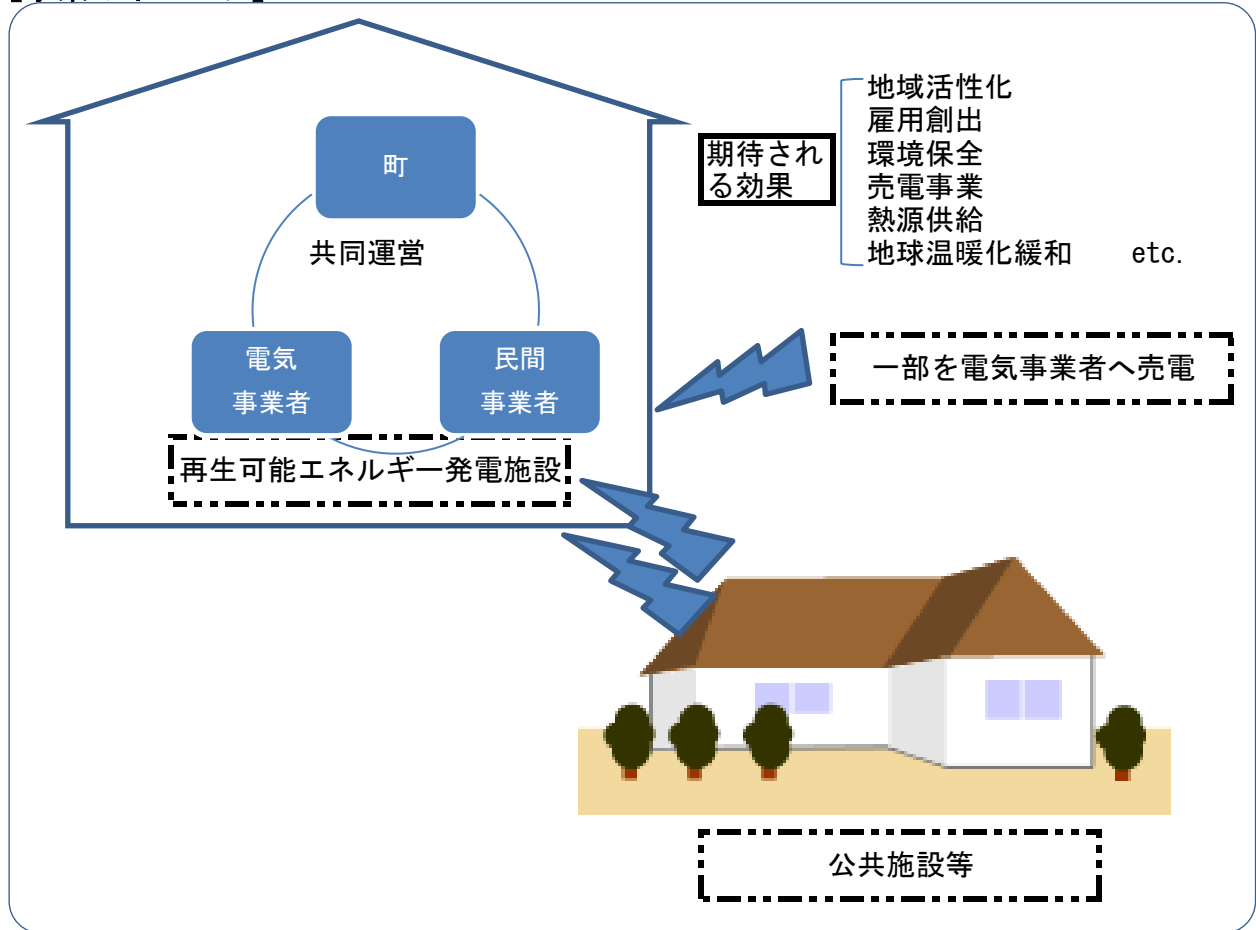 町
共同運営
電気
事業者
民間
事業者
再生可能エネルギー発電施設
期待され
る効果
地域活性化
雇用創出
環境保全
売電事業
熱源供給
地球温暖化緩和 etc.
一部を電気事業者へ売電
公共施設等